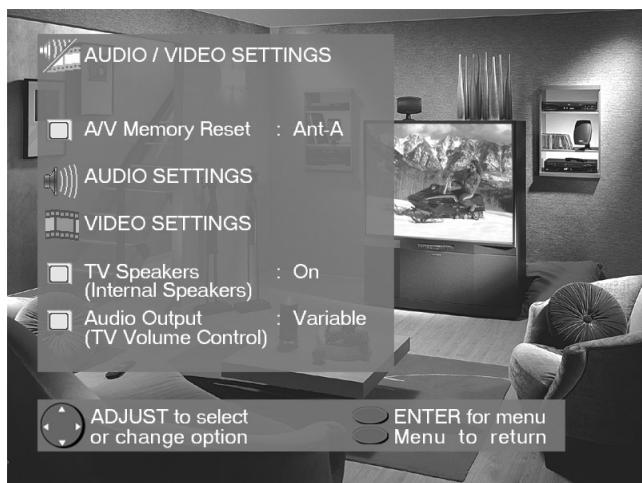 AUDIO / VIDEO SETTINGS
A/V Memory Reset : Ant-A
AUDIO SETTINGS
VIDEO SETTINGS
TV Speakers : On
(Internal Speakers)
Audio Output : Variable
(TV Volume Control)
ADJUST to select
or change option
ENTER for menu
Menu to return